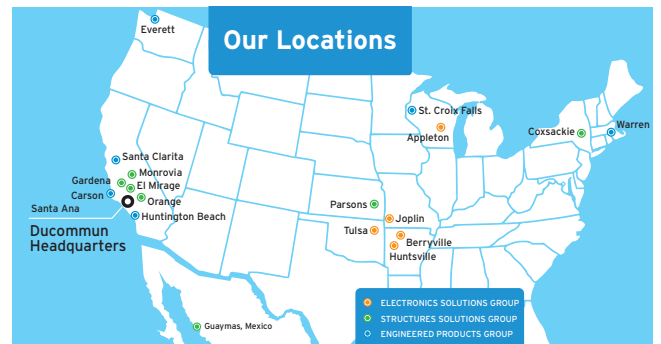 Our Locations
Everett
St. Croix Falls
Appleton
Coxsackie
Warren
Santa Clarita
Monrovia
Gardena
El Mirage
Carson
Orange
Santa Ana
Huntington Beach
Ducommun
Headquarters
Parsons
Joplin
Tulsa
Berryville
Huntsville
Guaymas, Mexico
ELECTRONICS SOLUTIONS GROUP
STRUCTURES SOLUTIONS GROUP
ENGINEERED PRODUCTS GROUP